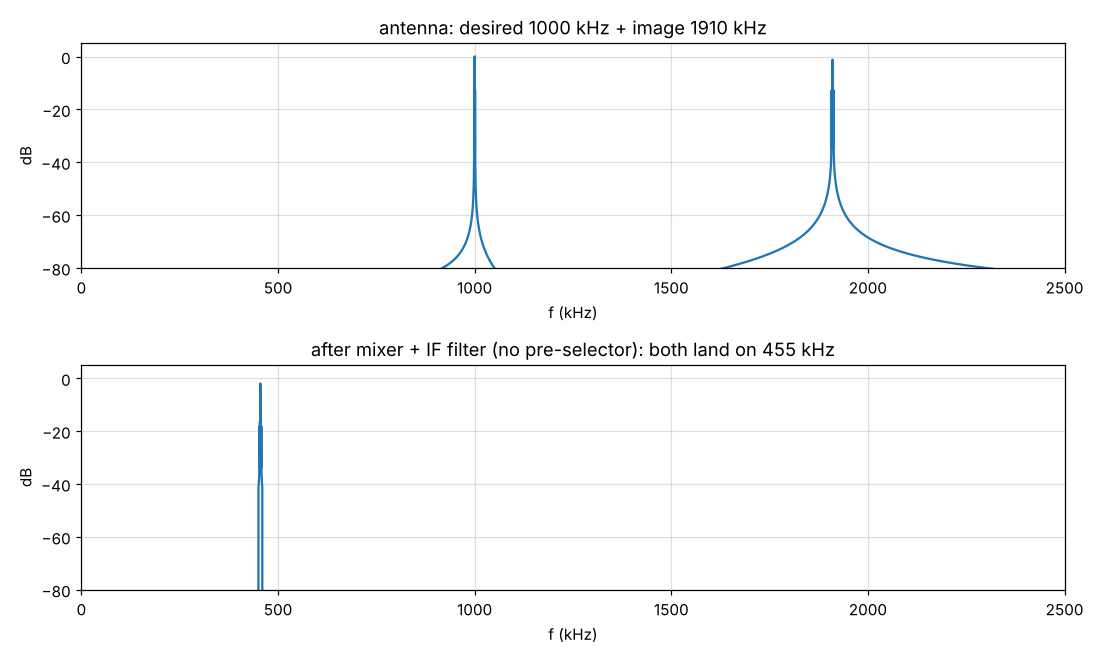 antenna: desired 1000 kHz + image 1910 kHz
0
−20
−40
−60
−80
dB
0 500 1000 1500 2000 2500
f (kHz)
after mixer + IF filter (no pre-selector): both land on 455 kHz
0
−20
−40
−60
−80
dB
0 500 1000 1500 2000 2500
f (kHz)